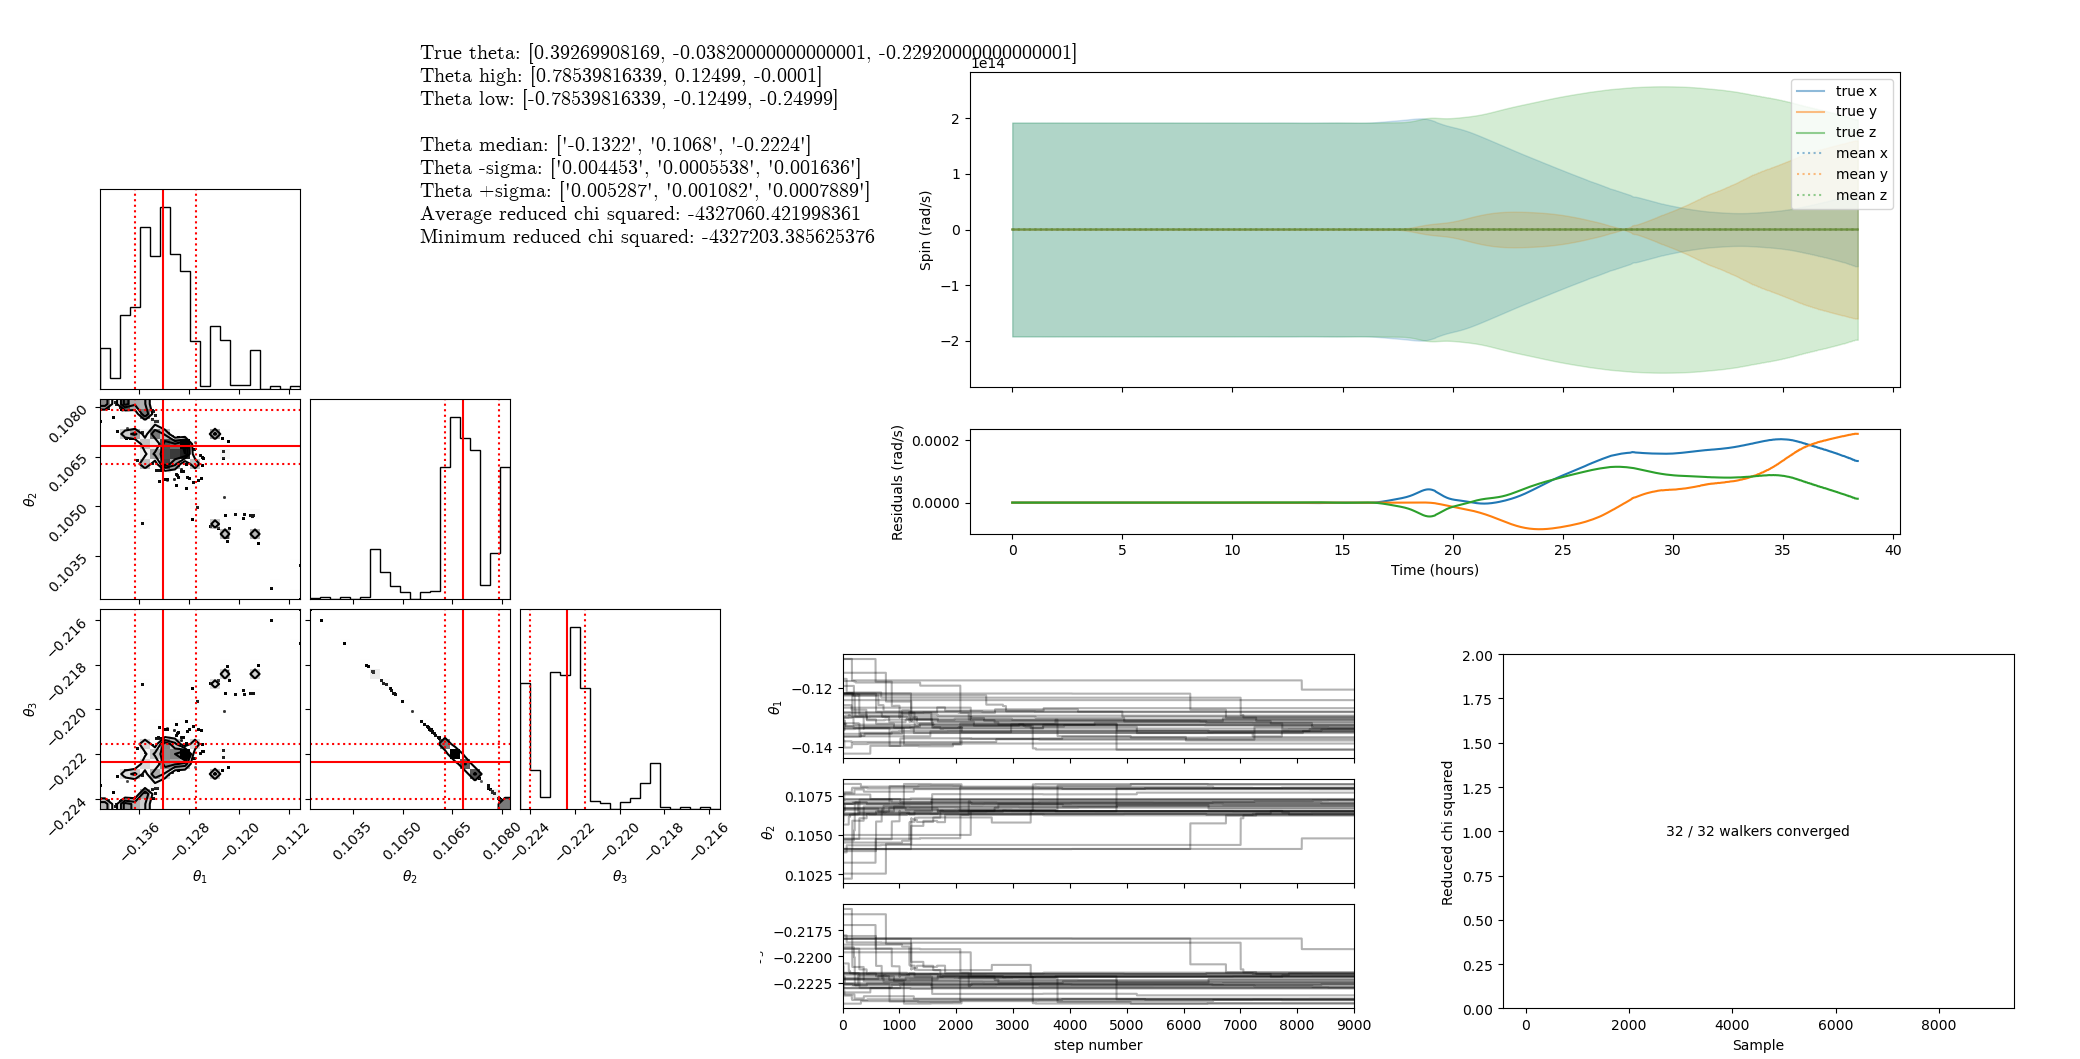 True theta: [0.39269908169, -0.03820000000000001, -0.22920000000000001]
Theta high: [0.78539816339, 0.12499, -0.0001]
Theta low: [-0.78539816339, -0.12499, -0.24999]
Theta median: ['-0.1322', '0.1068', '-0.2224']
Theta -sigma: ['0.004453', '0.0005538', '0.001636']
Theta +sigma: ['0.005287', '0.001082', '0.0007889']
Average reduced chi squared: -4327060.421998361
Minimum reduced chi squared: -4327203.385625376
1e14
Spin (rad/s)
2
1
0
−1
−2
true x
true y
true z
mean x
mean y
mean z
Residuals (rad/s)
0.0002
0.0000
0 5 10 15 20 25 30 35 40
Time (hours)
θ2
0.1080
0.1065
0.1050
0.1035
θ3
−0.216
−0.218
−0.220
−0.222
−0.224
−0.136 −0.128 −0.120 −0.112
θ1
0.1035 0.1050 0.1065 0.1080
θ2
−0.224 −0.222 −0.220 −0.218 −0.216
θ3
θ1
−0.12
−0.14
θ2
0.1075
0.1050
0.1025
−0.2175
−0.2200
−0.2225
0 1000 2000 3000 4000 5000 6000 7000 8000 9000
step number
Reduced chi squared
2.00
1.75
1.50
1.25
1.00
0.75
0.50
0.25
0.00
32 / 32 walkers converged
0 2000 4000 6000 8000
Sample